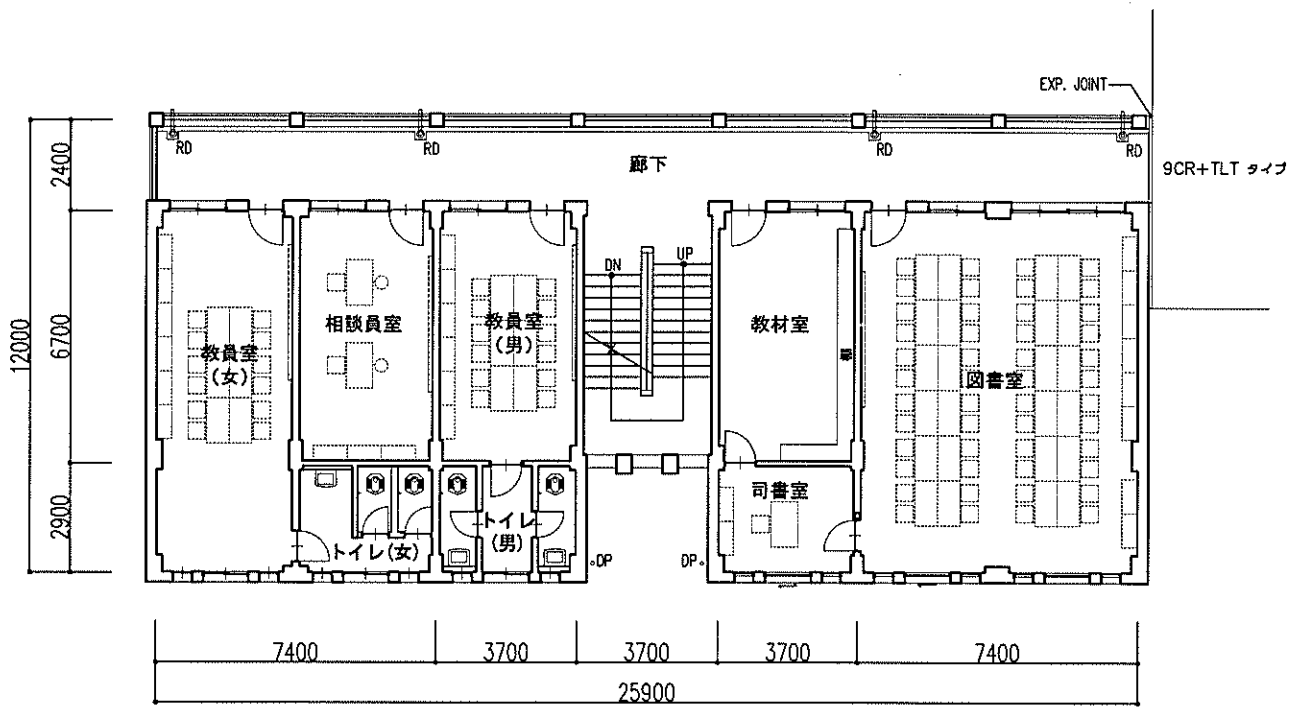 EXP. JOINT
RD
RD
RD
RD
廊下
9CR+TLT タイプ
2400
6700
2900
12000
DN
UP
相談員室
教員室
(男)
教材室
棚
教員室
(女)
図書室
司書室
トイレ(女)
トイレ
(男)
DP
DP
7400
3700
3700
3700
7400
25900